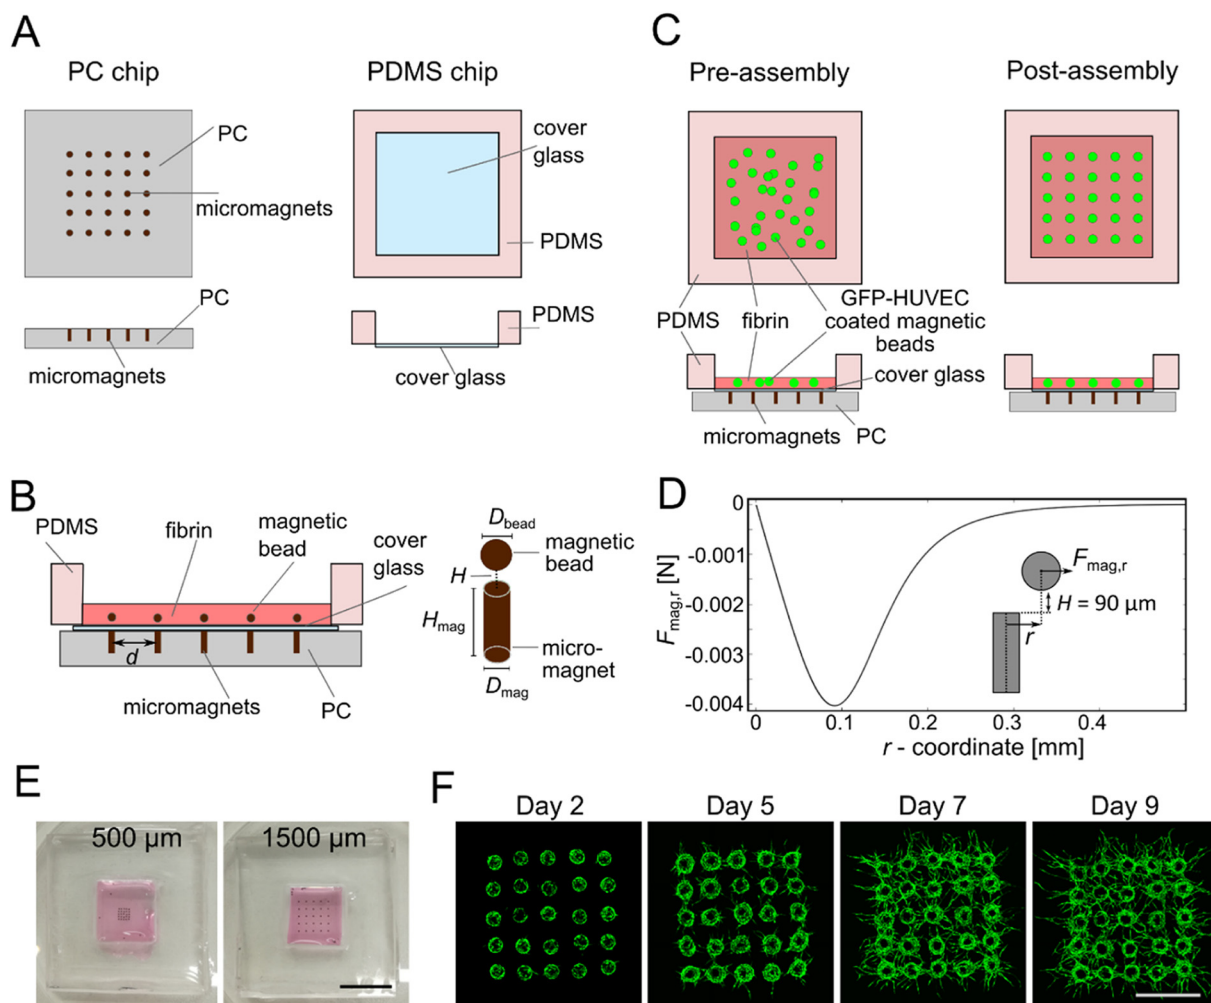 A
PC chip
PDMS chip
PC
micromagnets
cover
glass
PDMS
PC
micromagnets
PDMS
cover glass
B
PDMS
fibrin
magnetic
bead
cover
glass
d
micromagnets
PC
Dbead
magnetic
bead
H
Hmag
micro-
magnet
Dmag
C
Pre-assembly
Post-assembly
PDMS
fibrin
GFP-HUVEC
coated magnetic
beads
cover glass
micromagnets
PC
D
Fmag,r [N]
0
-0.001
-0.002
-0.003
-0.004
0
0.1
0.2
0.3
0.4
r - coordinate [mm]
Fmag,r
H = 90 µm
r
E
500 µm
1500 µm
F
Day 2
Day 5
Day 7
Day 9